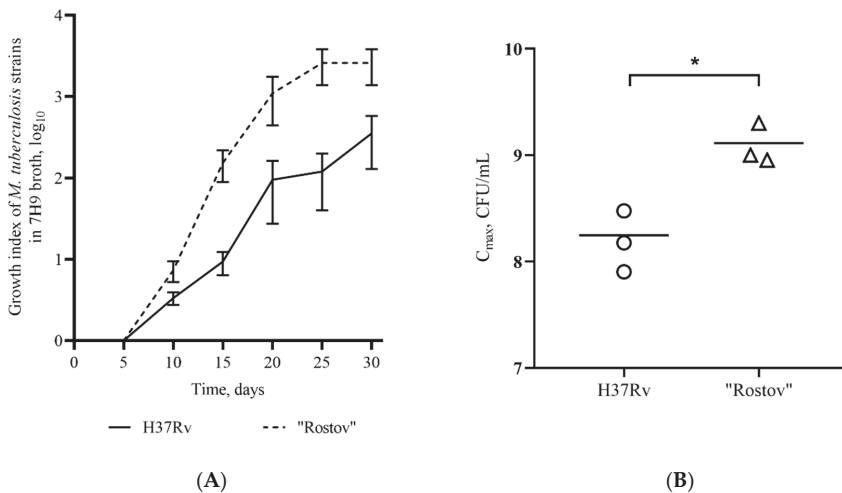 Growth index of M. tuberculosis strains
in 7H9 broth, log10
4
3
2
1
0
0 5 10 15 20 25 30
Time, days
H37Rv "Rostov"
(A)
Cmax, CFU/mL
10
9
8
7
*
H37Rv "Rostov"
(B)